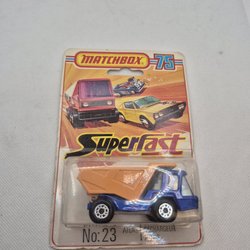 MATCHBOX 75
Superfast
No: 23